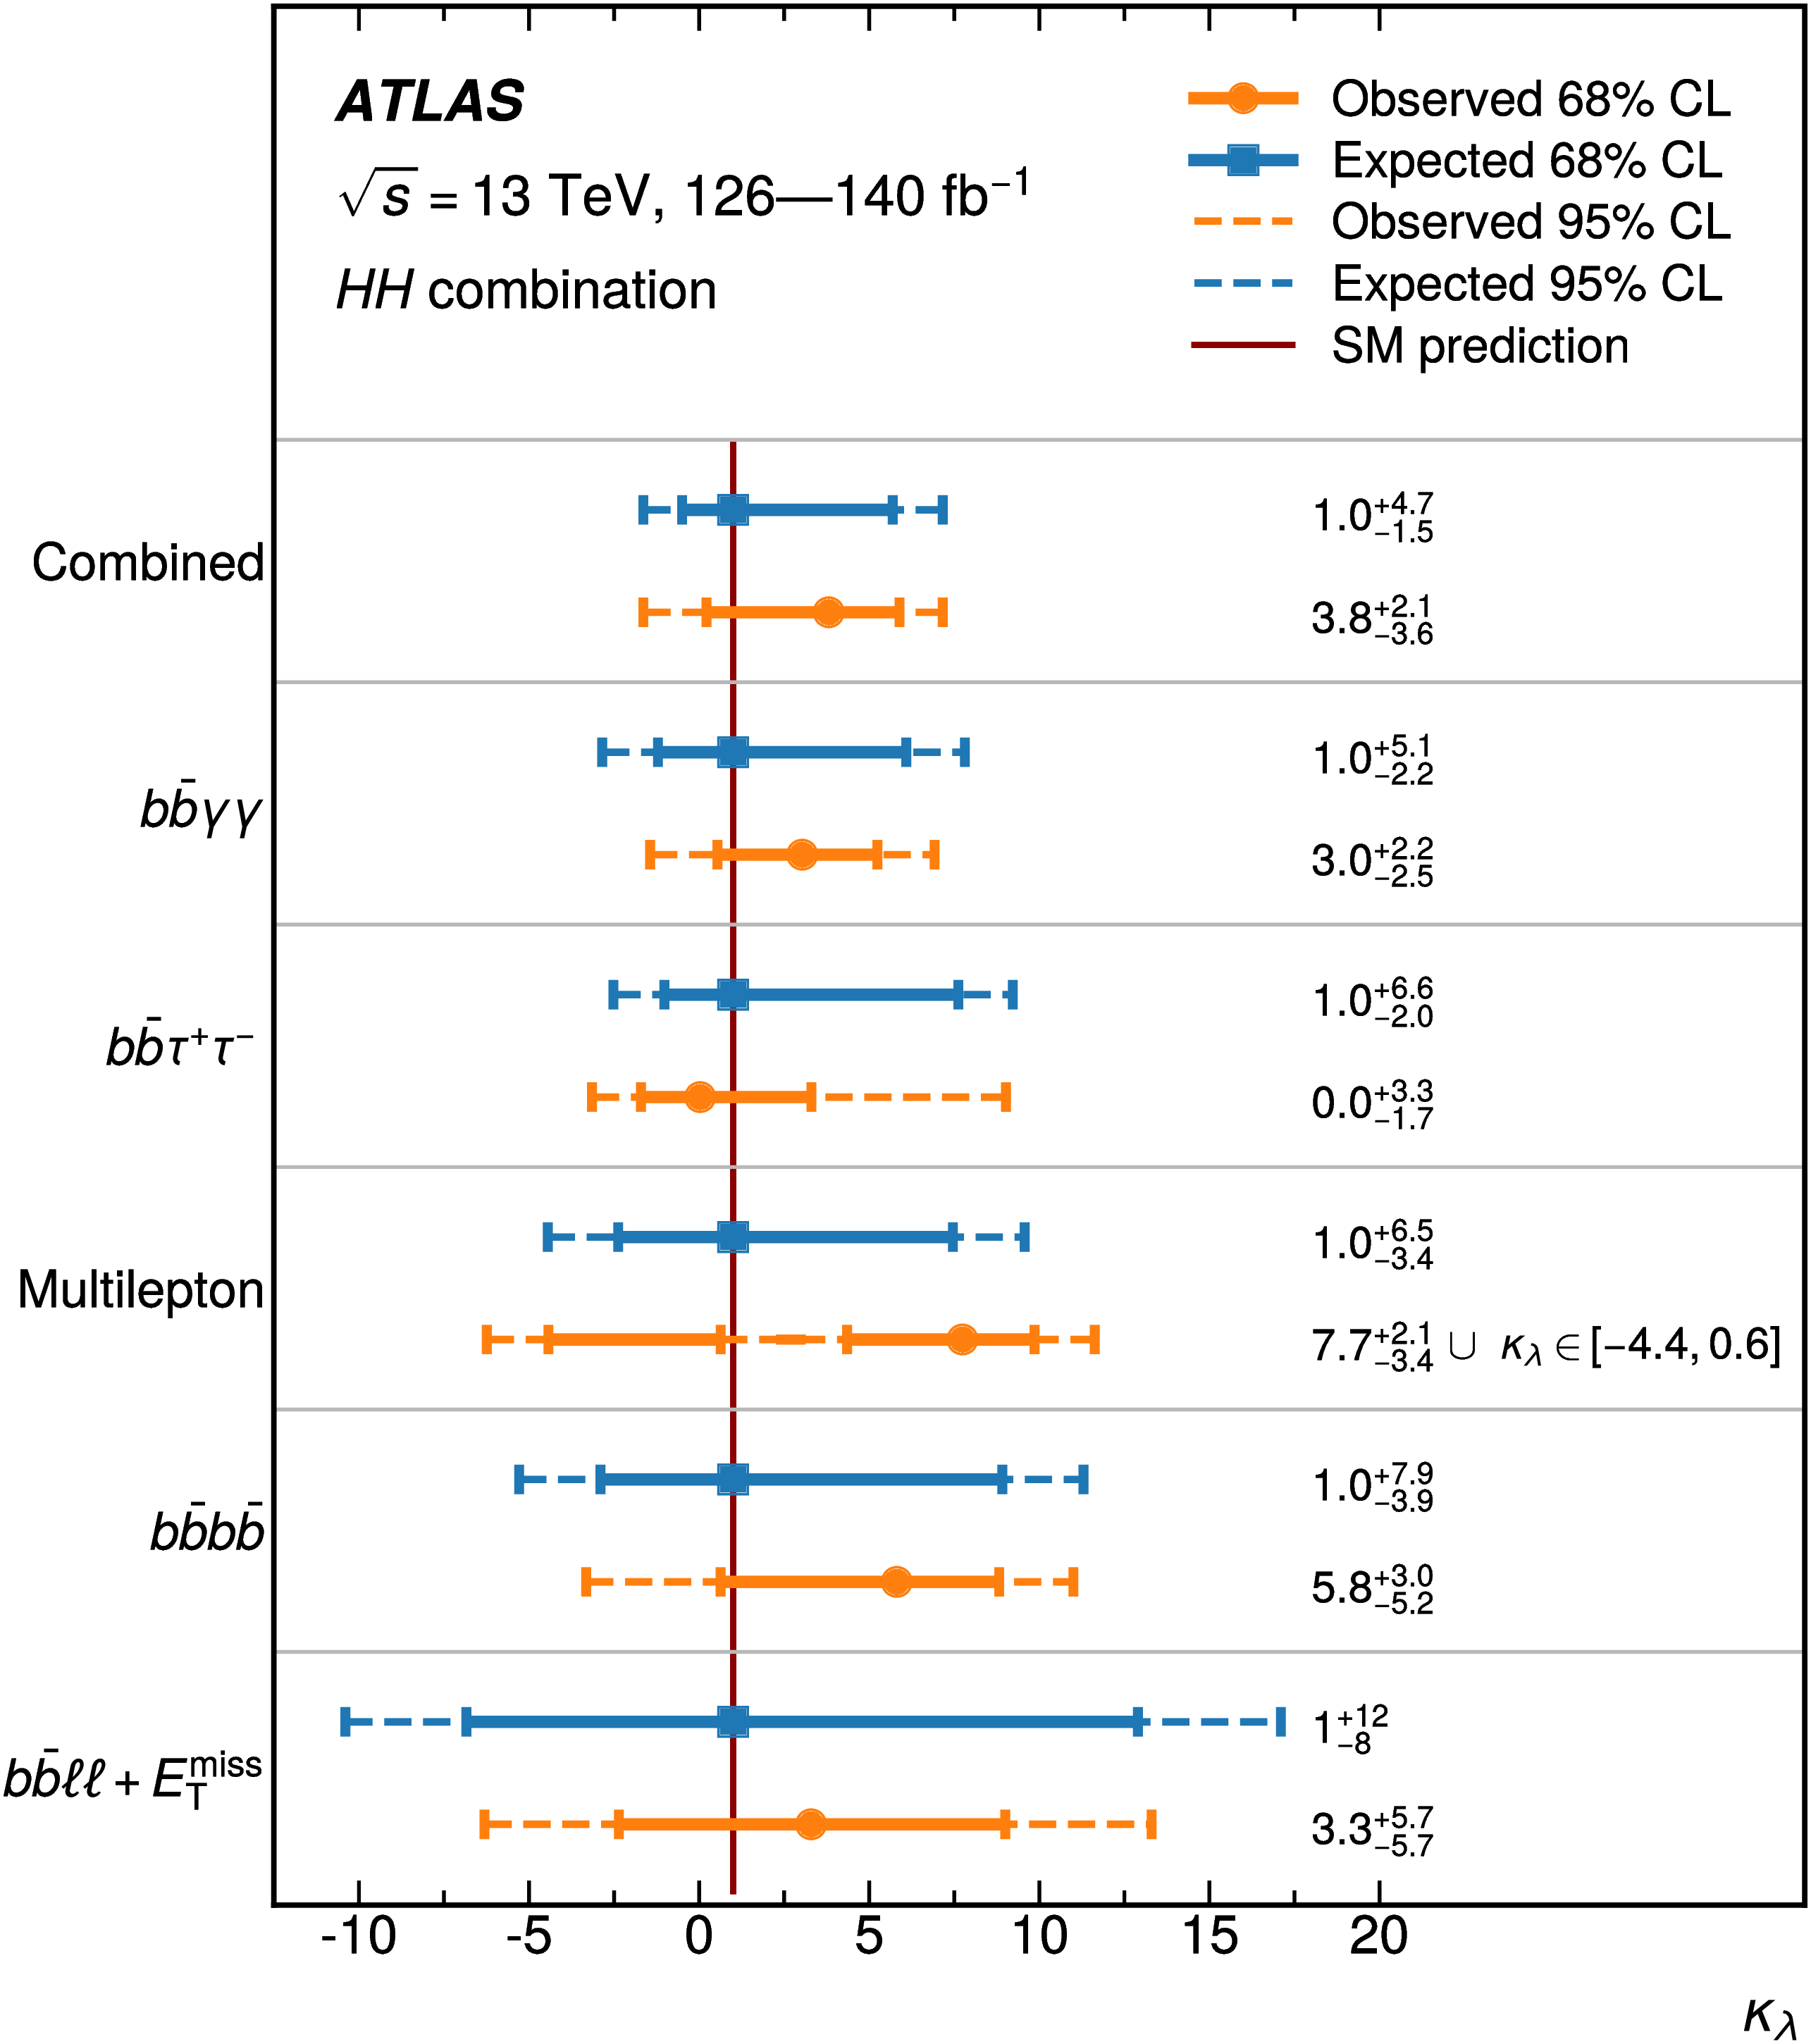 ATLAS
√s = 13 TeV, 126—140 fb⁻¹
HH combination
Observed 68% CL
Expected 68% CL
Observed 95% CL
Expected 95% CL
SM prediction
Combined
1.0 +4.7 −1.5
3.8 +2.1 −3.6
bb̄γγ
1.0 +5.1 −2.2
3.0 +2.2 −2.5
bb̄τ⁺τ⁻
1.0 +6.6 −2.0
0.0 +3.3 −1.7
Multilepton
1.0 +6.5 −3.4
7.7 +2.1 −3.4 ∪ κλ ∈ [−4.4, 0.6]
bb̄bb̄
1.0 +7.9 −3.9
5.8 +3.0 −5.2
bb̄ℓℓ + E_T^miss
1 +12 −8
3.3 +5.7 −5.7
-10 -5 0 5 10 15 20
κλ